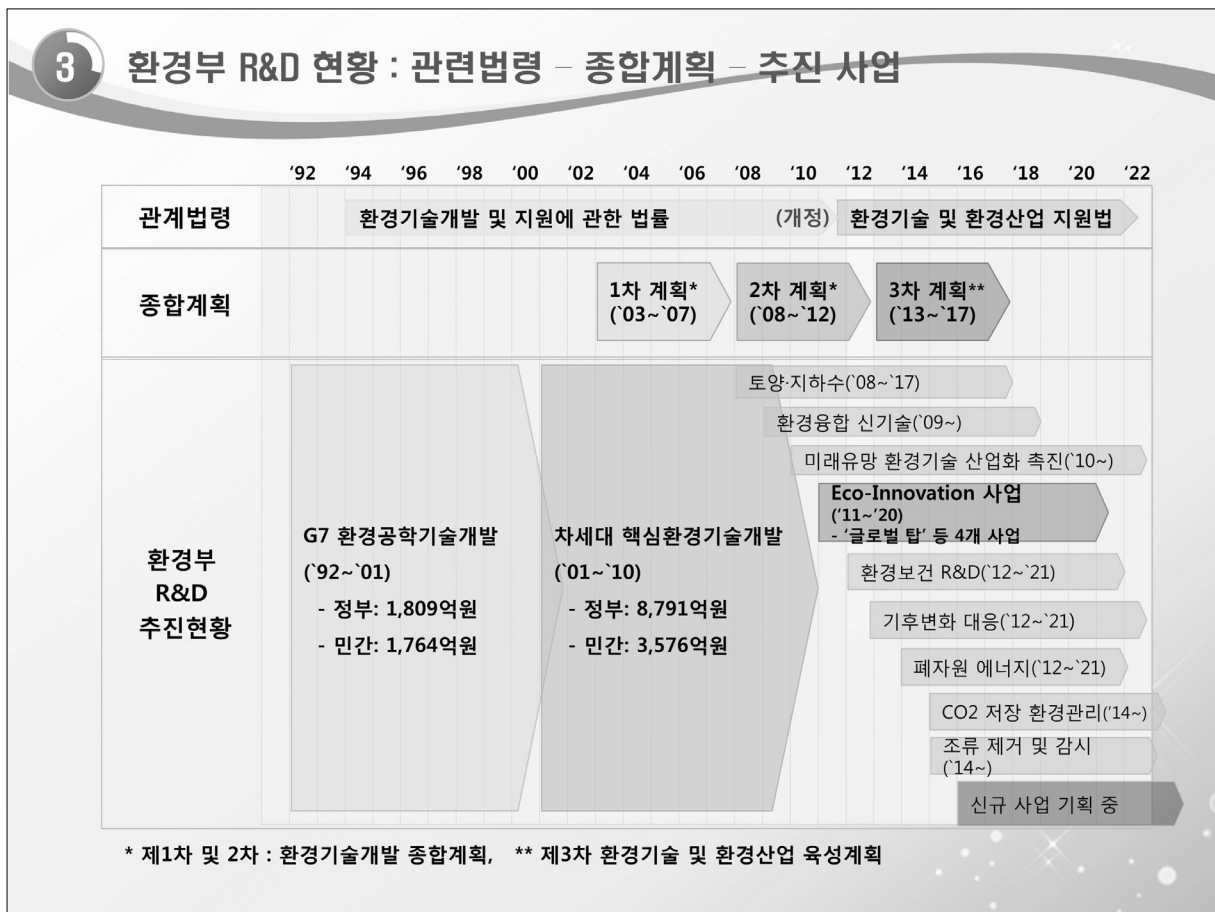 3 환경부 R&D 현황 : 관련법령 – 종합계획 – 추진 사업
‘92 ‘94 ‘96 ‘98 ‘00 ‘02 ‘04 ‘06 ‘08 ‘10 ‘12 ‘14 ‘16 ‘18 ‘20 ‘22
관계법령
환경기술개발 및 지원에 관한 법률 (개정) 환경기술 및 환경산업 지원법
종합계획
1차 계획*
(`03~`07)
2차 계획*
(`08~`12)
3차 계획**
(`13~`17)
환경부
R&D
추진현황
G7 환경공학기술개발
(`92~`01)
- 정부: 1,809억원
- 민간: 1,764억원
차세대 핵심환경기술개발
(`01~`10)
- 정부: 8,791억원
- 민간: 3,576억원
토양·지하수(`08~`17)
환경융합 신기술(`09~)
미래유망 환경기술 산업화 촉진(`10~)
Eco-Innovation 사업
(‘11~‘20)
- ‘글로벌 탑’ 등 4개 사업
환경보건 R&D(`12~`21)
기후변화 대응(`12~`21)
폐자원 에너지(`12~`21)
CO2 저장 환경관리(‘14~)
조류 제거 및 감시
(`14~)
신규 사업 기획 중
* 제1차 및 2차 : 환경기술개발 종합계획, ** 제3차 환경기술 및 환경산업 육성계획